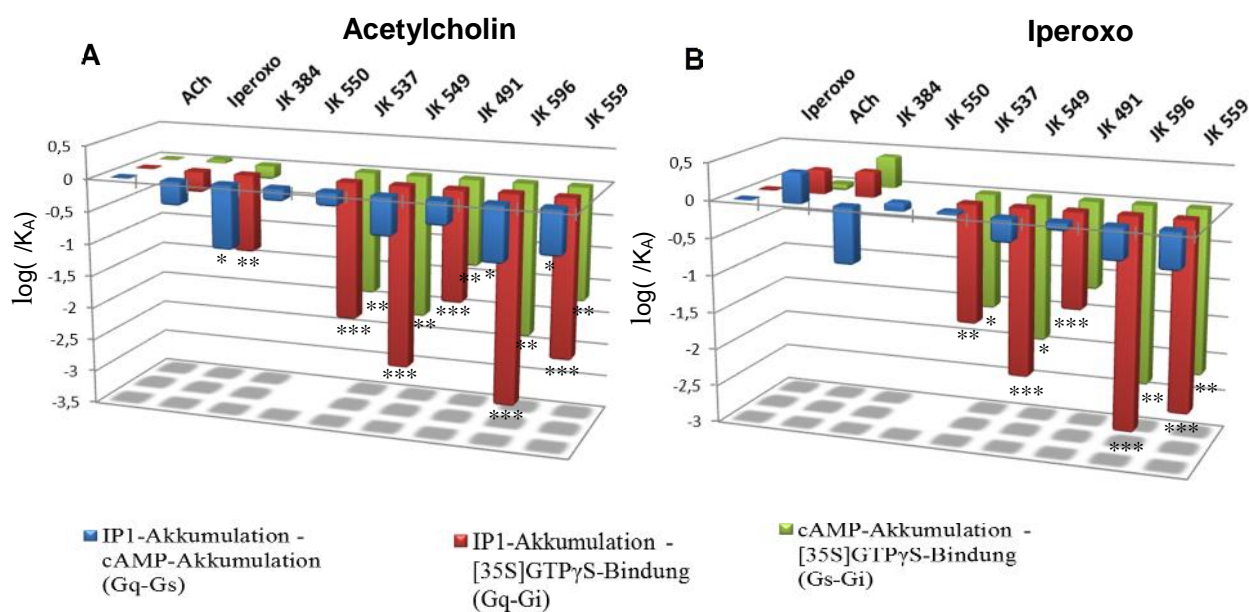 Acetylcholin
Iperoxo
A
ACh
Iperoxo
JK 384
JK 550
JK 537
JK 549
JK 491
JK 596
JK 559
0,5
0
-0,5
-1
-1,5
-2
-2,5
-3
-3,5
log( /KA)
*
**
***
**
***
**
***
**
*
***
**
*
***
**
B
Iperoxo
ACh
JK 384
JK 550
JK 537
JK 549
JK 491
JK 596
JK 559
0,5
0
-0,5
-1
-1,5
-2
-2,5
-3
log( /KA)
**
*
***
*
***
***
**
***
**
IP1-Akkumulation -
cAMP-Akkumulation
(Gq-Gs)
IP1-Akkumulation -
[35S]GTPγS-Bindung
(Gq-Gi)
cAMP-Akkumulation -
[35S]GTPγS-Bindung
(Gs-Gi)